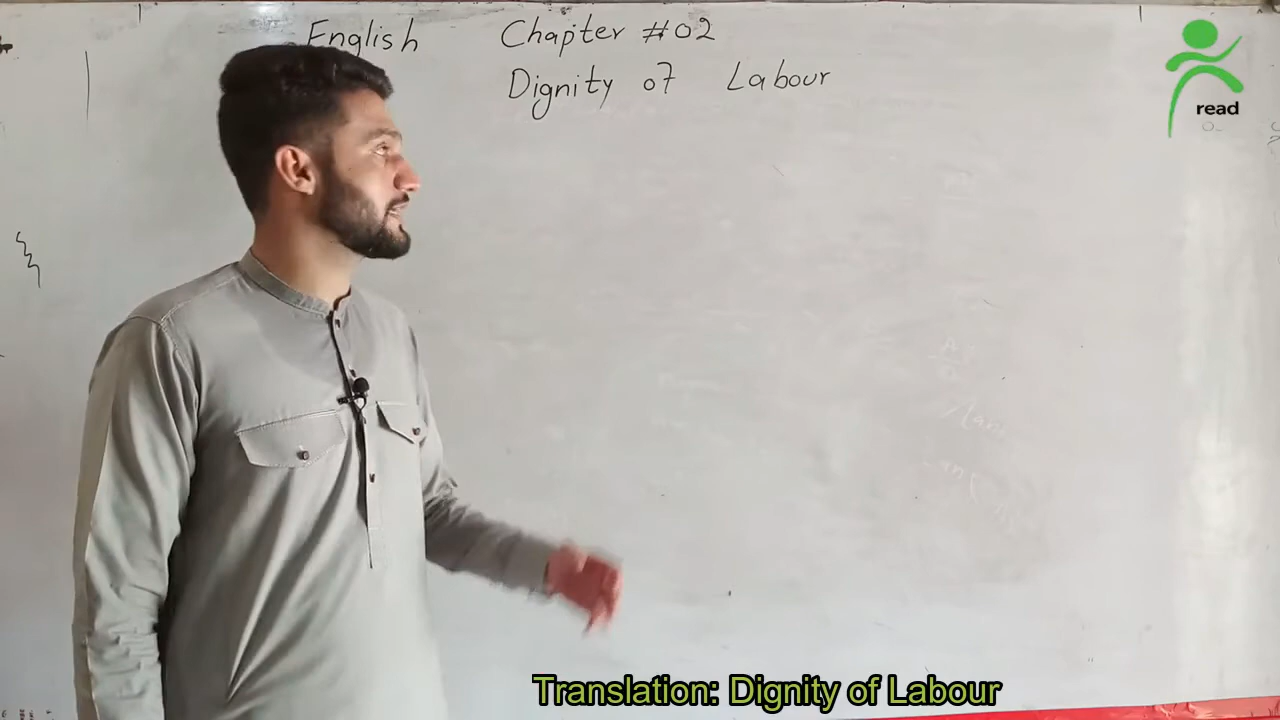 English Chapter #02
Dignity of Labour
read
Translation: Dignity of Labour